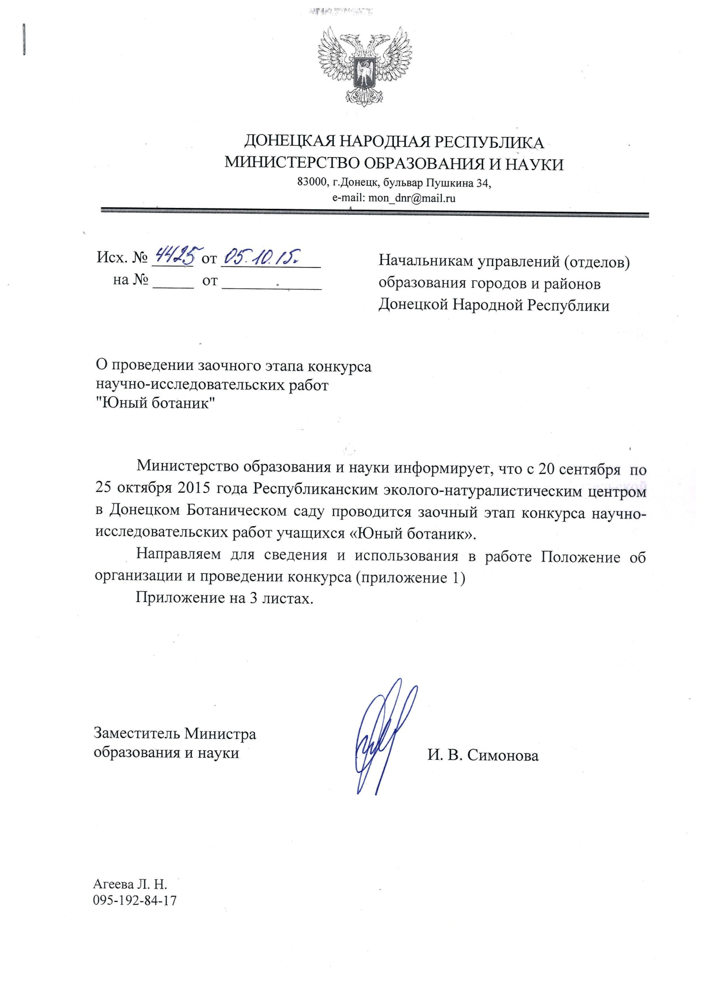 ДОНЕЦКАЯ НАРОДНАЯ РЕСПУБЛИКА
МИНИСТЕРСТВО ОБРАЗОВАНИЯ И НАУКИ
83000, г.Донецк, бульвар Пушкина 34,
e-mail: mon_dnr@mail.ru
Исх. № 4425 от 05.10.15.
на № ______ от ______________
Начальникам управлений (отделов)
образования городов и районов
Донецкой Народной Республики
О проведении заочного этапа конкурса
научно-исследовательских работ
"Юный ботаник"
Министерство образования и науки информирует, что с 20 сентября по
25 октября 2015 года Республиканским эколого-натуралистическим центром
в Донецком Ботаническом саду проводится заочный этап конкурса научно-
исследовательских работ учащихся «Юный ботаник».
Направляем для сведения и использования в работе Положение об
организации и проведении конкурса (приложение 1)
Приложение на 3 листах.
Заместитель Министра
образования и науки
И. В. Симонова
Агеева Л. Н.
095-192-84-17